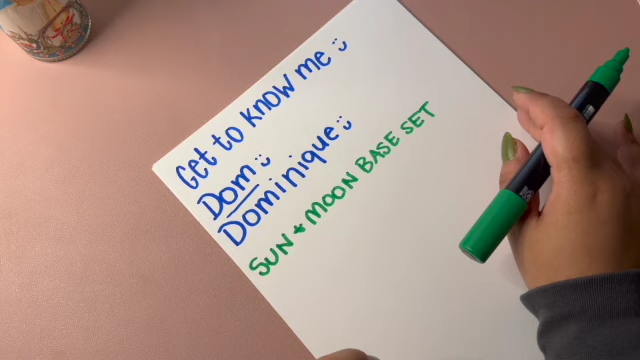 Get to know me :)
Dom :)
Dominique :)
SUN + MOON BASE SET